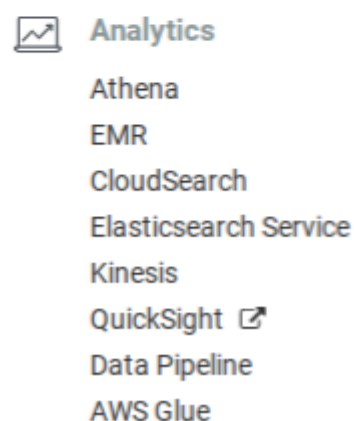 Analytics
Athena
EMR
CloudSearch
Elasticsearch Service
Kinesis
QuickSight
Data Pipeline
AWS Glue